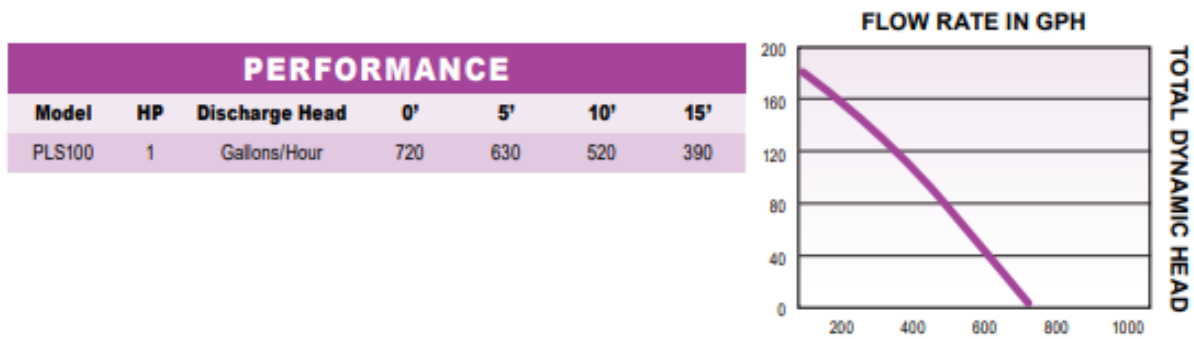 PERFORMANCE
Model HP Discharge Head 0’ 5’ 10’ 15’
PLS100 1 Gallons/Hour 720 630 520 390
FLOW RATE IN GPH
200
160
120
80
40
0
200 400 600 800 1000
TOTAL DYNAMIC HEAD